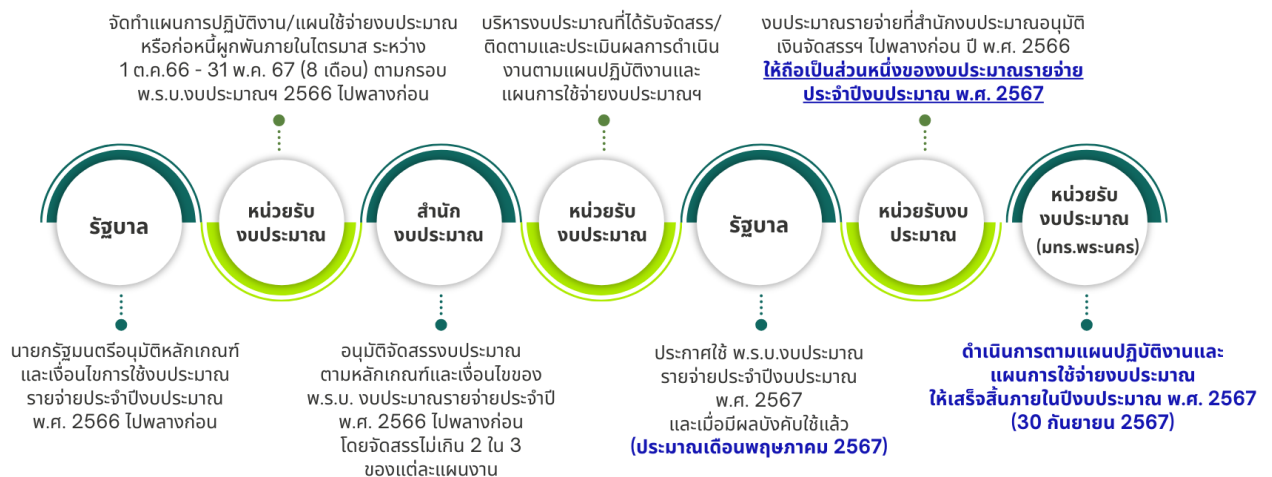 จัดทำแผนการปฏิบัติงาน/แผนใช้จ่ายงบประมาณ
หรือก่อหนี้ผูกพันภายในไตรมาส ระหว่าง
1 ต.ค.66 - 31 พ.ค. 67 (8 เดือน) ตามกรอบ
พ.ร.บ.งบประมาณฯ 2566 ไปพลางก่อน
บริหารงบประมาณที่ได้รับจัดสรร/
ติดตามและประเมินผลการดำเนิน
งานตามแผนปฏิบัติงานและ
แผนการใช้จ่ายงบประมาณฯ
งบประมาณรายจ่ายที่สำนักงบประมาณอนุมัติ
เงินจัดสรรฯ ไปพลางก่อน ปี พ.ศ. 2566
ให้ถือเป็นส่วนหนึ่งของงบประมาณรายจ่าย
ประจำปีงบประมาณ พ.ศ. 2567
รัฐบาล
หน่วยรับ
งบประมาณ
สำนัก
งบประมาณ
หน่วยรับ
งบประมาณ
รัฐบาล
หน่วยรับงบ
ประมาณ
หน่วยรับ
งบประมาณ
(มทร.พระนคร)
นายกรัฐมนตรีอนุมัติหลักเกณฑ์
และเงื่อนไขการใช้งบประมาณ
รายจ่ายประจำปีงบประมาณ
พ.ศ. 2566 ไปพลางก่อน
อนุมัติจัดสรรงบประมาณ
ตามหลักเกณฑ์และเงื่อนไขของ
พ.ร.บ. งบประมาณรายจ่ายประจำปี
พ.ศ. 2566 ไปพลางก่อน
โดยจัดสรรไม่เกิน 2 ใน 3
ของแต่ละแผนงาน
ประกาศใช้ พ.ร.บ.งบประมาณ
รายจ่ายประจำปีงบประมาณ
พ.ศ. 2567
และเมื่อมีผลบังคับใช้แล้ว
(ประมาณเดือนพฤษภาคม 2567)
ดำเนินการตามแผนปฏิบัติงานและ
แผนการใช้จ่ายงบประมาณ
ให้เสร็จสิ้นภายในปีงบประมาณ พ.ศ. 2567
(30 กันยายน 2567)